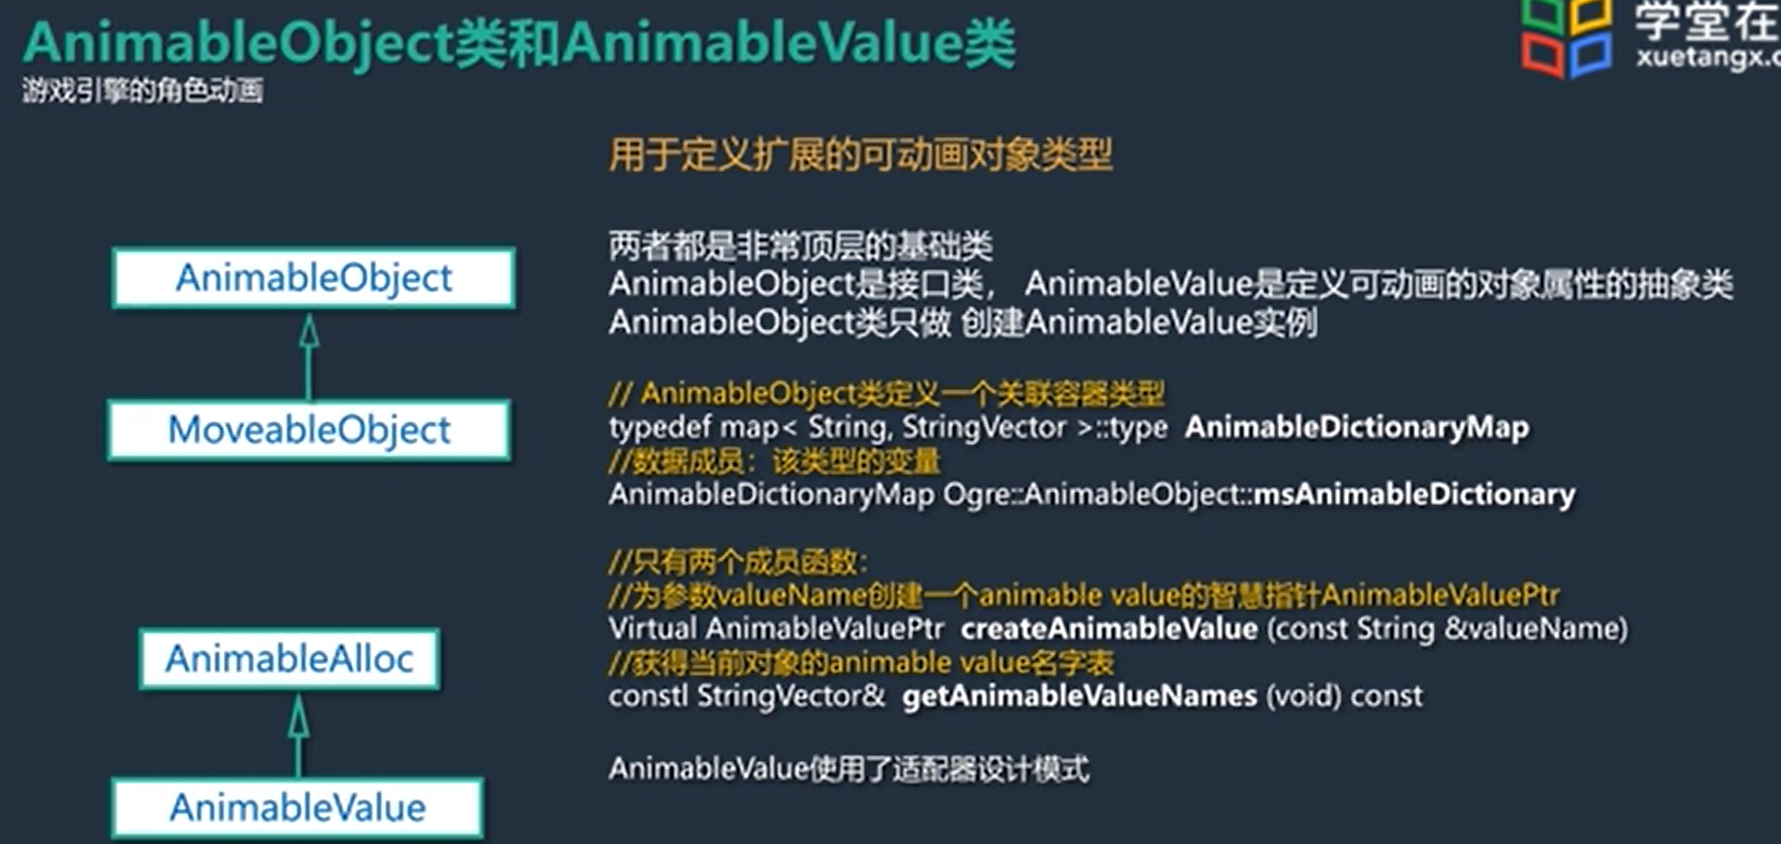 AnimableObject类和AnimableValue类
游戏引擎的角色动画
学堂在
xuetangx.c
用于定义扩展的可动画对象类型
两者都是非常顶层的基础类
AnimableObject是接口类， AnimableValue是定义可动画的对象属性的抽象类
AnimableObject类只做 创建AnimableValue实例
AnimableObject
MoveableObject
// AnimableObject类定义一个关联容器类型
typedef map< String, StringVector >::type AnimableDictionaryMap
//数据成员：该类型的变量
AnimableDictionaryMap Ogre::AnimableObject::msAnimableDictionary
//只有两个成员函数：
//为参数valueName创建一个animable value的智慧指针AnimableValuePtr
Virtual AnimableValuePtr createAnimableValue (const String &valueName)
//获得当前对象的animable value名字表
constl StringVector& getAnimableValueNames (void) const
AnimableAlloc
AnimableValue
AnimableValue使用了适配器设计模式